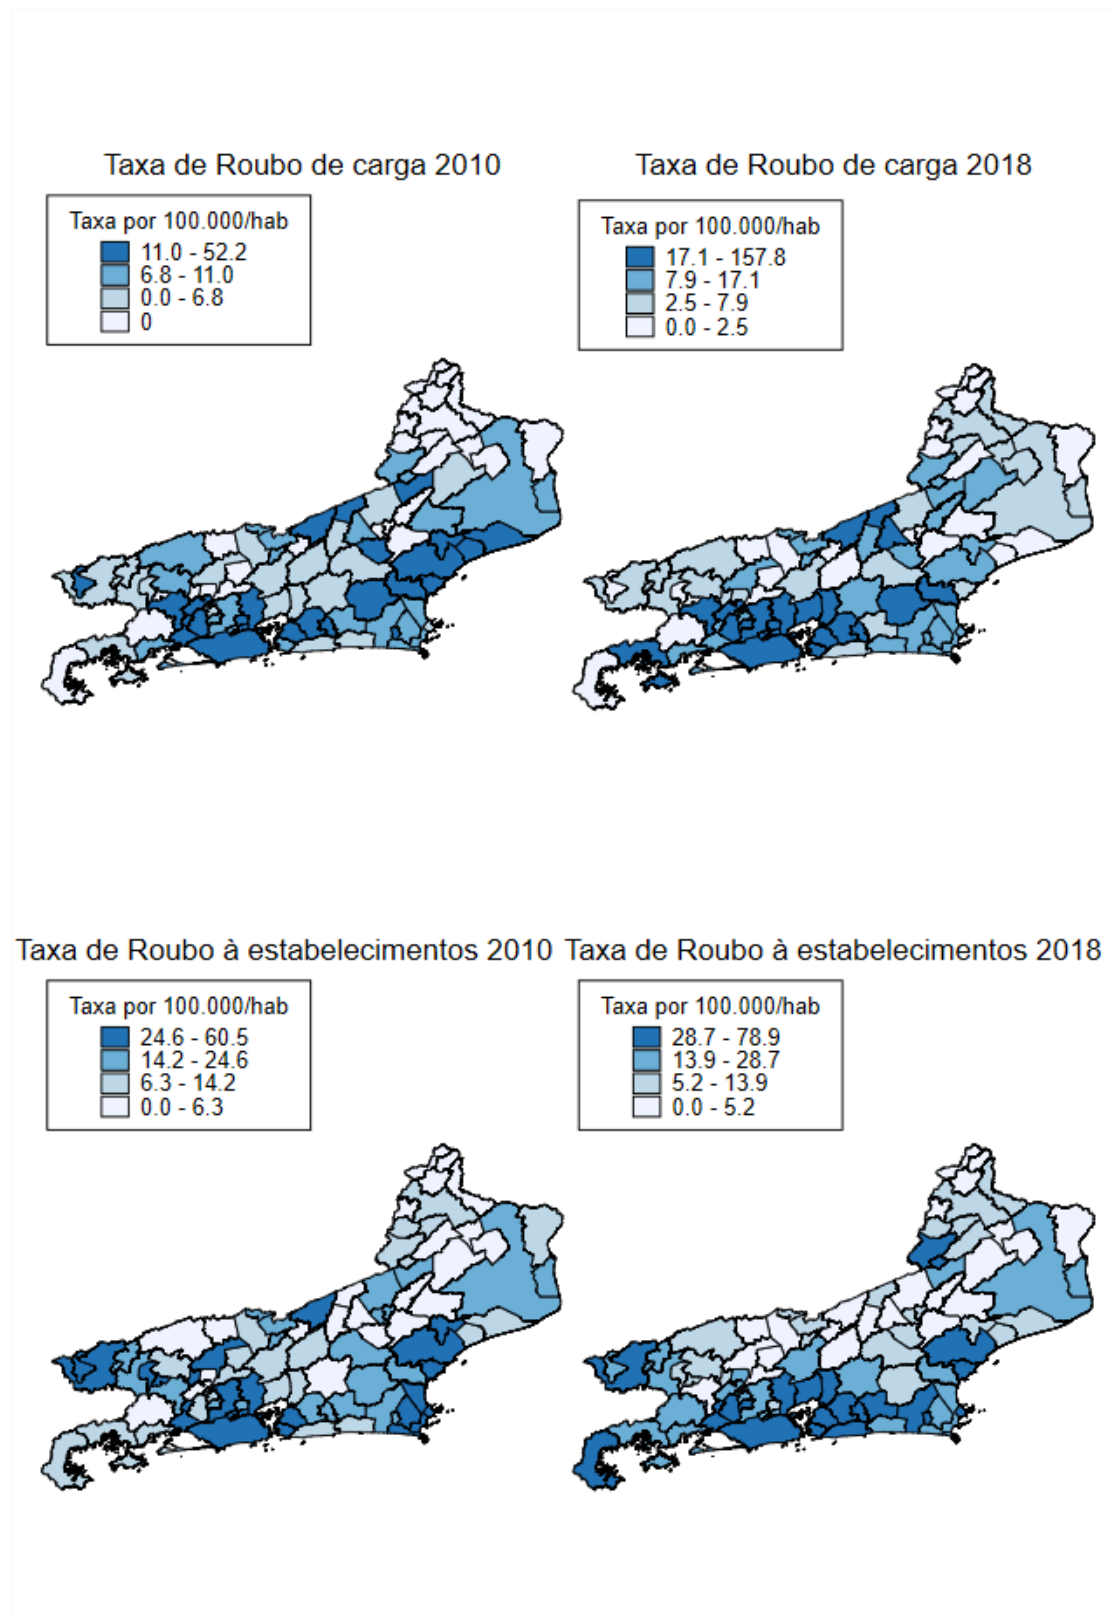 Taxa de Roubo de carga 2010
Taxa por 100.000/hab
11.0 - 52.2
6.8 - 11.0
0.0 - 6.8
0
Taxa de Roubo de carga 2018
Taxa por 100.000/hab
17.1 - 157.8
7.9 - 17.1
2.5 - 7.9
0.0 - 2.5
Taxa de Roubo à estabelecimentos 2010
Taxa por 100.000/hab
24.6 - 60.5
14.2 - 24.6
6.3 - 14.2
0.0 - 6.3
Taxa de Roubo à estabelecimentos 2018
Taxa por 100.000/hab
28.7 - 78.9
13.9 - 28.7
5.2 - 13.9
0.0 - 5.2